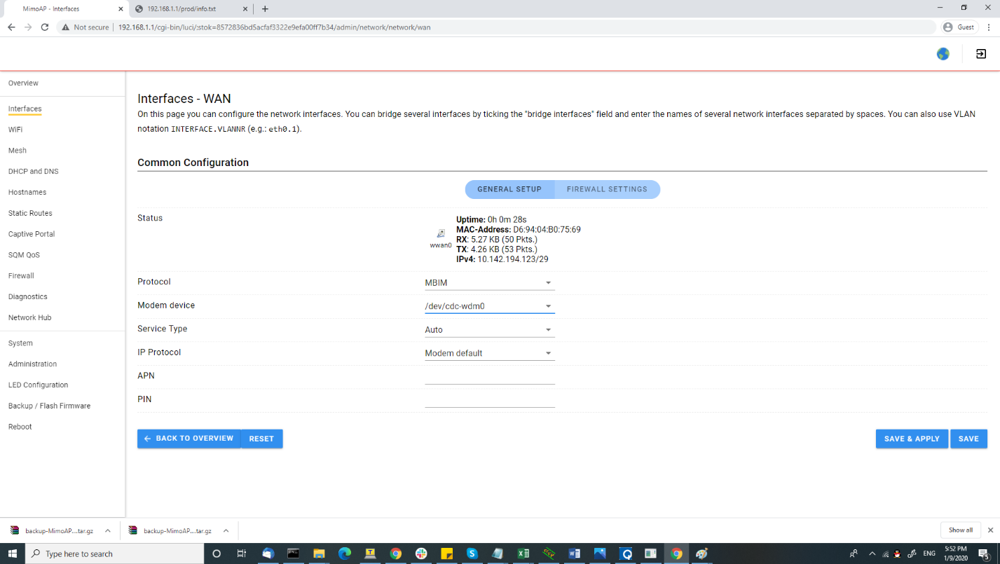 MimoAP - Interfaces
192.168.1.1/prod/info.txt
Not secure
192.168.1.1/cgi-bin/luci/;stok=8572836bd5acfaf3322e9efa00ff7b34/admin/network/network/wan
Guest
Overview
Interfaces
WiFi
Mesh
DHCP and DNS
Hostnames
Static Routes
Captive Portal
SQM QoS
Firewall
Diagnostics
Network Hub
System
Administration
LED Configuration
Backup / Flash Firmware
Reboot
Interfaces - WAN
On this page you can configure the network interfaces. You can bridge several interfaces by ticking the "bridge interfaces" field and enter the names of several network interfaces separated by spaces. You can also use VLAN
notation INTERFACE.VLANNR (e.g.: eth0.1).
Common Configuration
GENERAL SETUP
FIREWALL SETTINGS
Status
wwan0
Uptime: 0h 0m 28s
MAC-Address: D6:94:04:B0:75:69
RX: 5.27 KB (50 Pkts.)
TX: 4.26 KB (53 Pkts.)
IPv4: 10.142.194.123/29
Protocol
MBIM
Modem device
/dev/cdc-wdm0
Service Type
Auto
IP Protocol
Modem default
APN
PIN
BACK TO OVERVIEW
RESET
SAVE & APPLY
SAVE
backup-MimoAP....tar.gz
backup-MimoAP....tar.gz
Show all
Type here to search
ENG
5:52 PM
1/9/2020
5